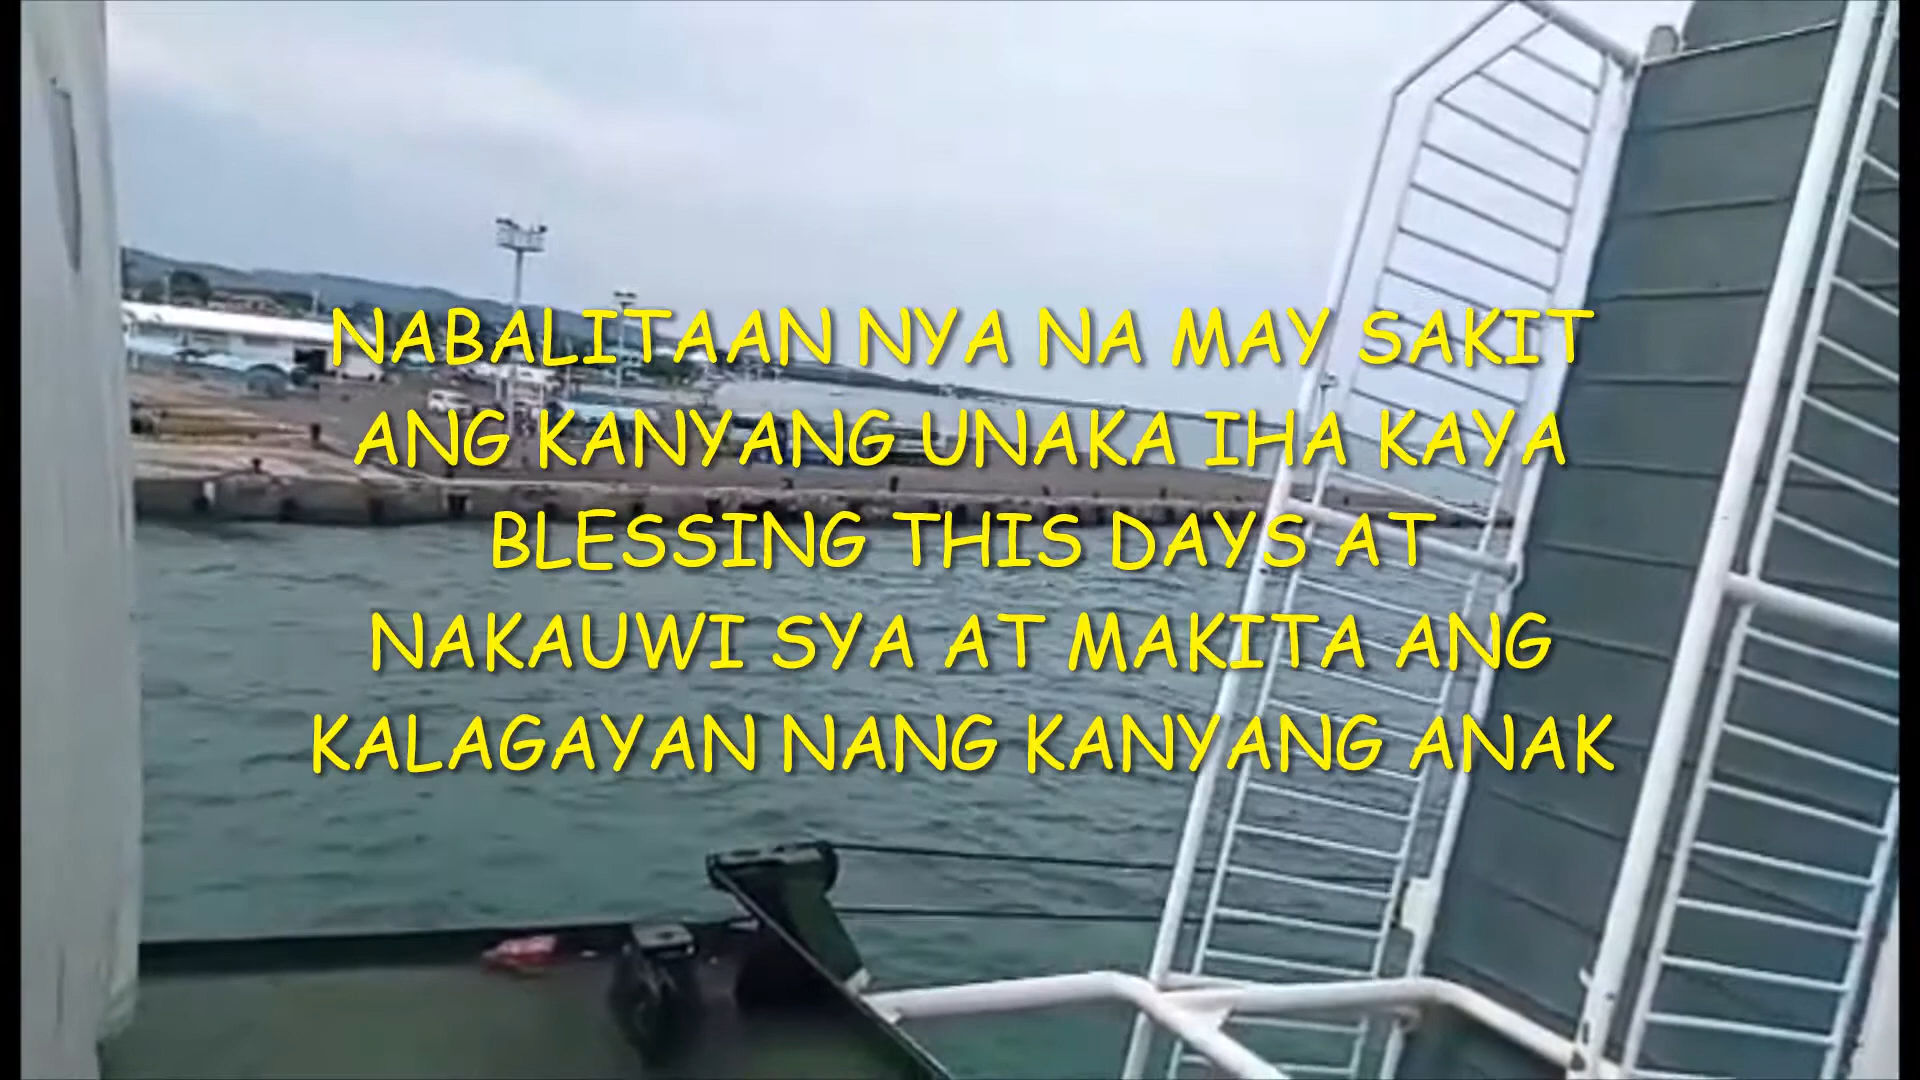 NABALITAAN NYA NA MAY SAKIT
ANG KANYANG UNAKA IHA KAYA
BLESSING THIS DAYS AT
NAKAUWI SYA AT MAKITA ANG
KALAGAYAN NANG KANYANG ANAK